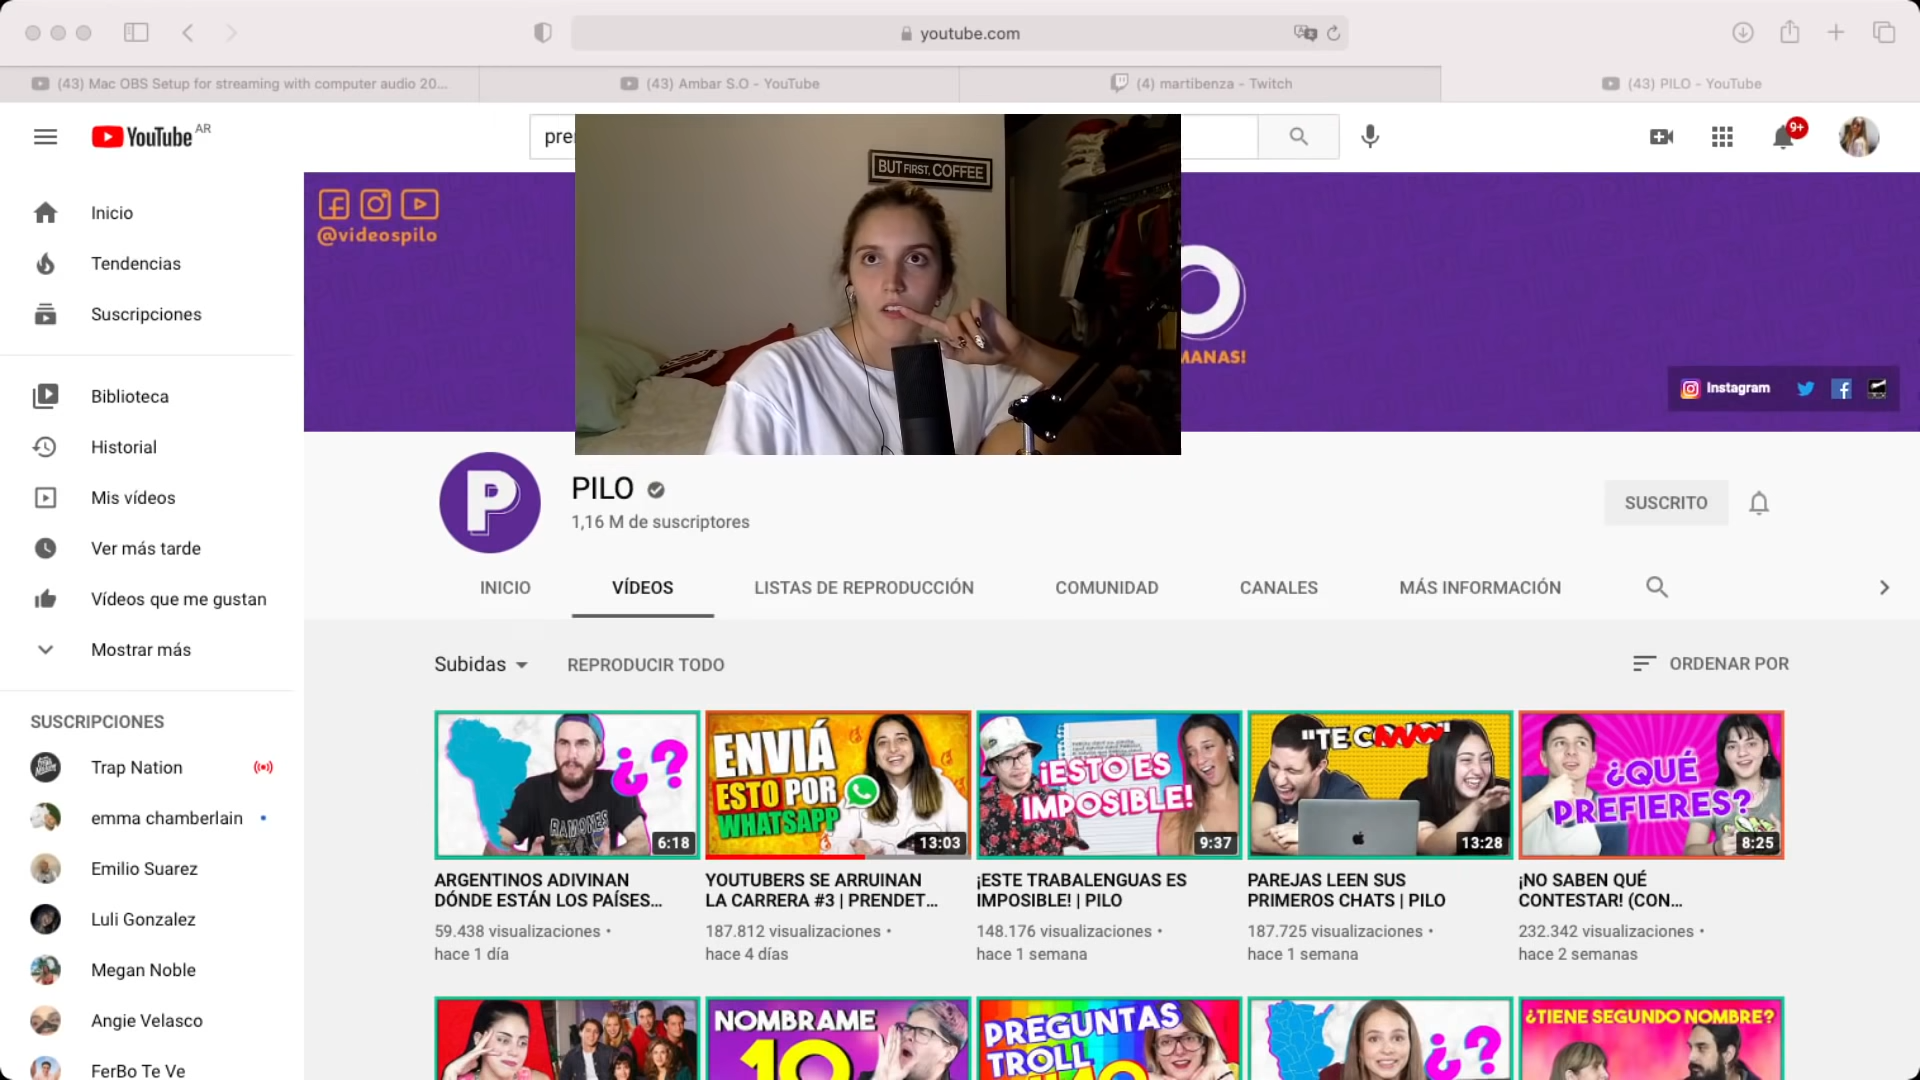 youtube.com
(43) Mac OBS Setup for streaming with computer audio 20...
(43) Ambar S.O - YouTube
(4) martibenza - Twitch
(43) PILO - YouTube
YouTube AR
9+
BUT FIRST, COFFEE
@videospilo
MANAS!
Instagram
Inicio
Tendencias
Suscripciones
Biblioteca
Historial
Mis vídeos
Ver más tarde
Vídeos que me gustan
Mostrar más
SUSCRIPCIONES
Trap Nation
emma chamberlain
Emilio Suarez
Luli Gonzalez
Megan Noble
Angie Velasco
FerBo Te Ve
PILO
1,16 M de suscriptores
SUSCRITO
INICIO
VÍDEOS
LISTAS DE REPRODUCCIÓN
COMUNIDAD
CANALES
MÁS INFORMACIÓN
Subidas
REPRODUCIR TODO
ORDENAR POR
¿?
RAMONES
6:18
ENVIÁ
ESTO POR
WHATSAPP
13:03
¡ESTO ES
IMPOSIBLE!
9:37
"TE C
13:28
¿QUÉ
PREFIERES?
8:25
ARGENTINOS ADIVINAN
DÓNDE ESTÁN LOS PAÍSES...
59.438 visualizaciones •
hace 1 día
YOUTUBERS SE ARRUINAN
LA CARRERA #3 | PRENDET...
187.812 visualizaciones •
hace 4 días
¡ESTE TRABALENGUAS ES
IMPOSIBLE! | PILO
148.176 visualizaciones •
hace 1 semana
PAREJAS LEEN SUS
PRIMEROS CHATS | PILO
187.725 visualizaciones •
hace 1 semana
¡NO SABEN QUÉ
CONTESTAR! (CON...
232.342 visualizaciones •
hace 2 semanas
NOMBRAME
10
PREGUNTAS
TROLL
¿?
¿TIENE SEGUNDO NOMBRE?